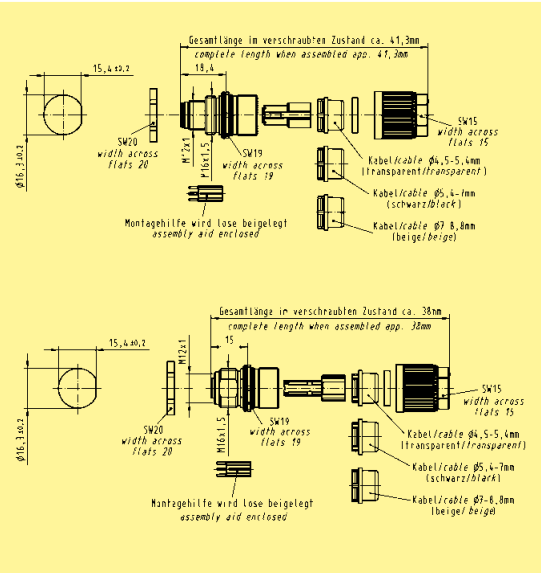 Gesamtlänge im verschraubten Zustand ca. 41,3mm
complete length when assembled app. 41,3mm
18,4
15,4±0,2
Ø16,3±0,2
SW20
width across
flats 20
M12x1
M16x1,5
SW19
width across
flats 19
SW15
width across
flats 15
Kabel/cable Ø4,5-5,4mm
(transparent/transparent)
Kabel/cable Ø5,4-7mm
(schwarz/black)
Kabel/cable Ø7-8,8mm
(beige/beige)
Montagehilfe wird lose beigelegt
assembly aid enclosed
Gesamtlänge im verschraubten Zustand ca. 38mm
complete length when assembled app. 38mm
15
15,4±0,2
Ø16,3±0,2
M12x1
M16x1,5
SW20
width across
flats 20
SW19
width across
flats 19
SW15
width across
flats 15
Kabel/cable Ø4,5-5,4mm
(transparent/transparent)
Kabel/cable Ø5,4-7mm
(schwarz/black)
Kabel/cable Ø7-8,8mm
(beige/beige)
Montagehilfe wird lose beigelegt
assembly aid enclosed